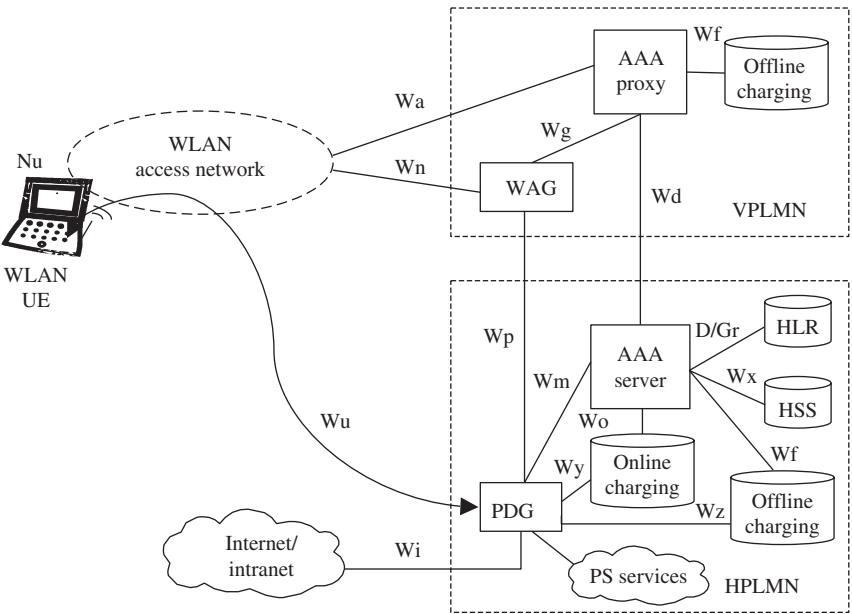 Wf
AAA
proxy
Offline
charging
Wa
WLAN
access network
Wg
Nu
Wn
WAG
Wd
VPLMN
WLAN
UE
D/Gr
HLR
Wp
AAA
server
Wm
Wx
HSS
Wu
Wo
Wf
Wy
Online
charging
Wz
Offline
charging
PDG
Internet/
intranet
Wi
PS services
HPLMN